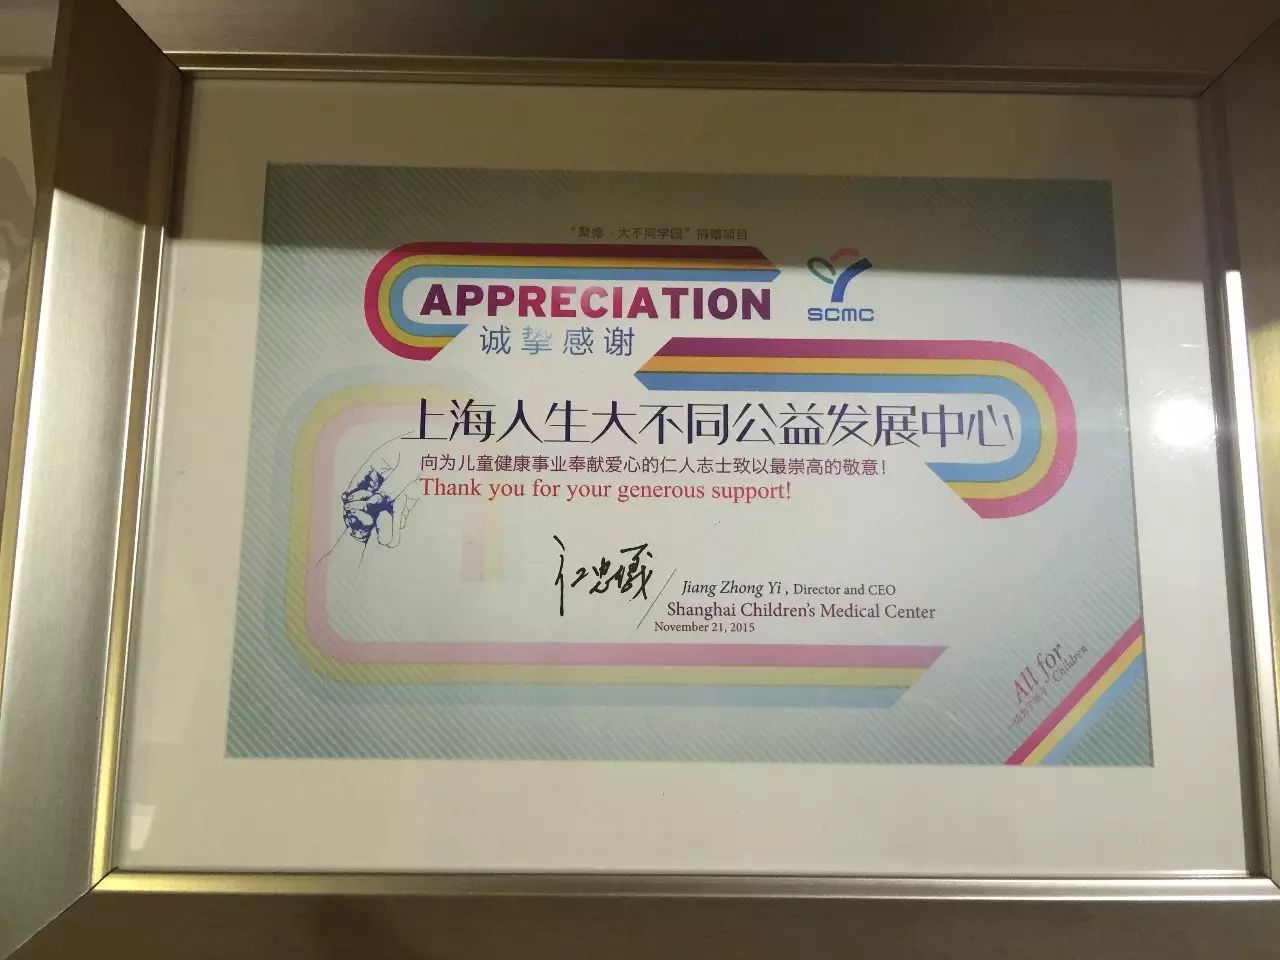 “聚德·大不同学园”捐赠项目
APPRECIATION
SCMC
诚挚感谢
上海人生大不同公益发展中心
向为儿童健康事业奉献爱心的仁人志士致以最崇高的敬意!
Thank you for your generous support!
Jiang Zhong Yi , Director and CEO
Shanghai Children's Medical Center
November 21, 2015
All for
Children